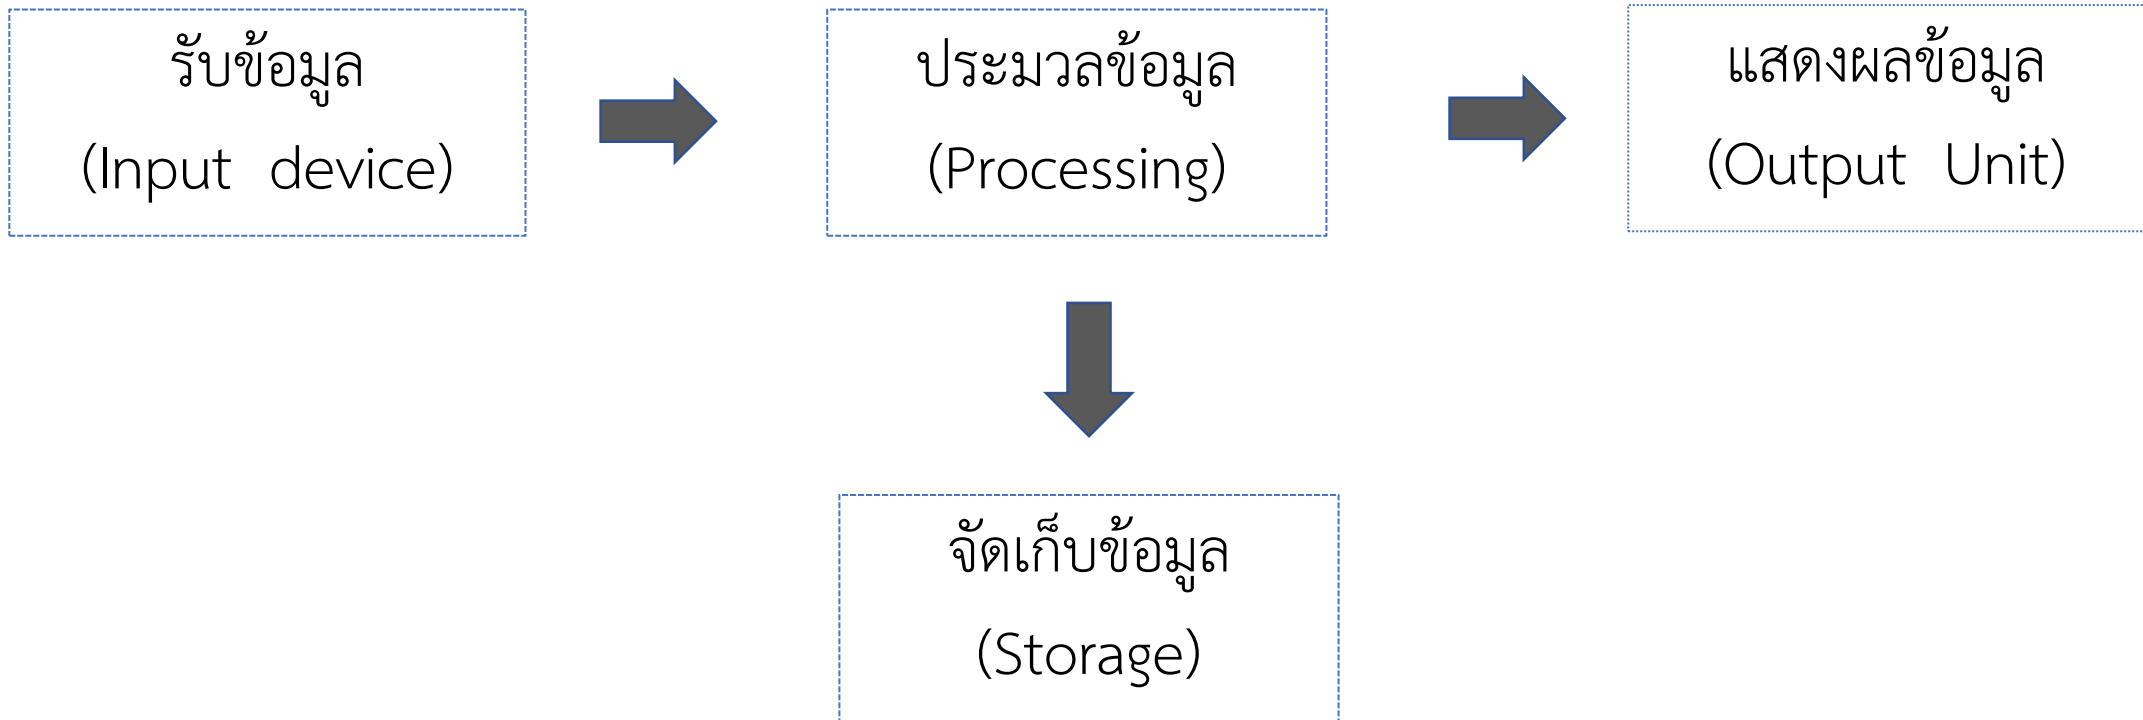 รับข้อมูล
(Input device)
ประมวลข้อมูล
(Processing)
แสดงผลข้อมูล
(Output Unit)
จัดเก็บข้อมูล
(Storage)